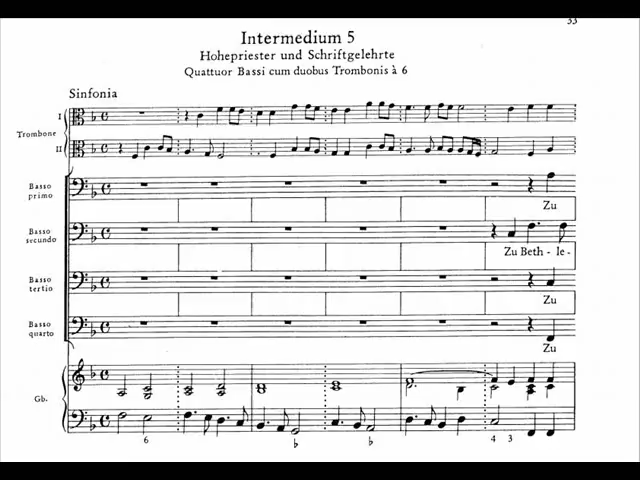 33
Intermedium 5
Hohepriester und Schriftgelehrte
Quattuor Bassi cum duobus Trombonis à 6
Sinfonia
I
Trombone
II
Basso
primo
Zu
Basso
secundo
Zu Beth - le -
Basso
tertio
Zu
Basso
quarto
Zu
Gb.
6 b b 4 3